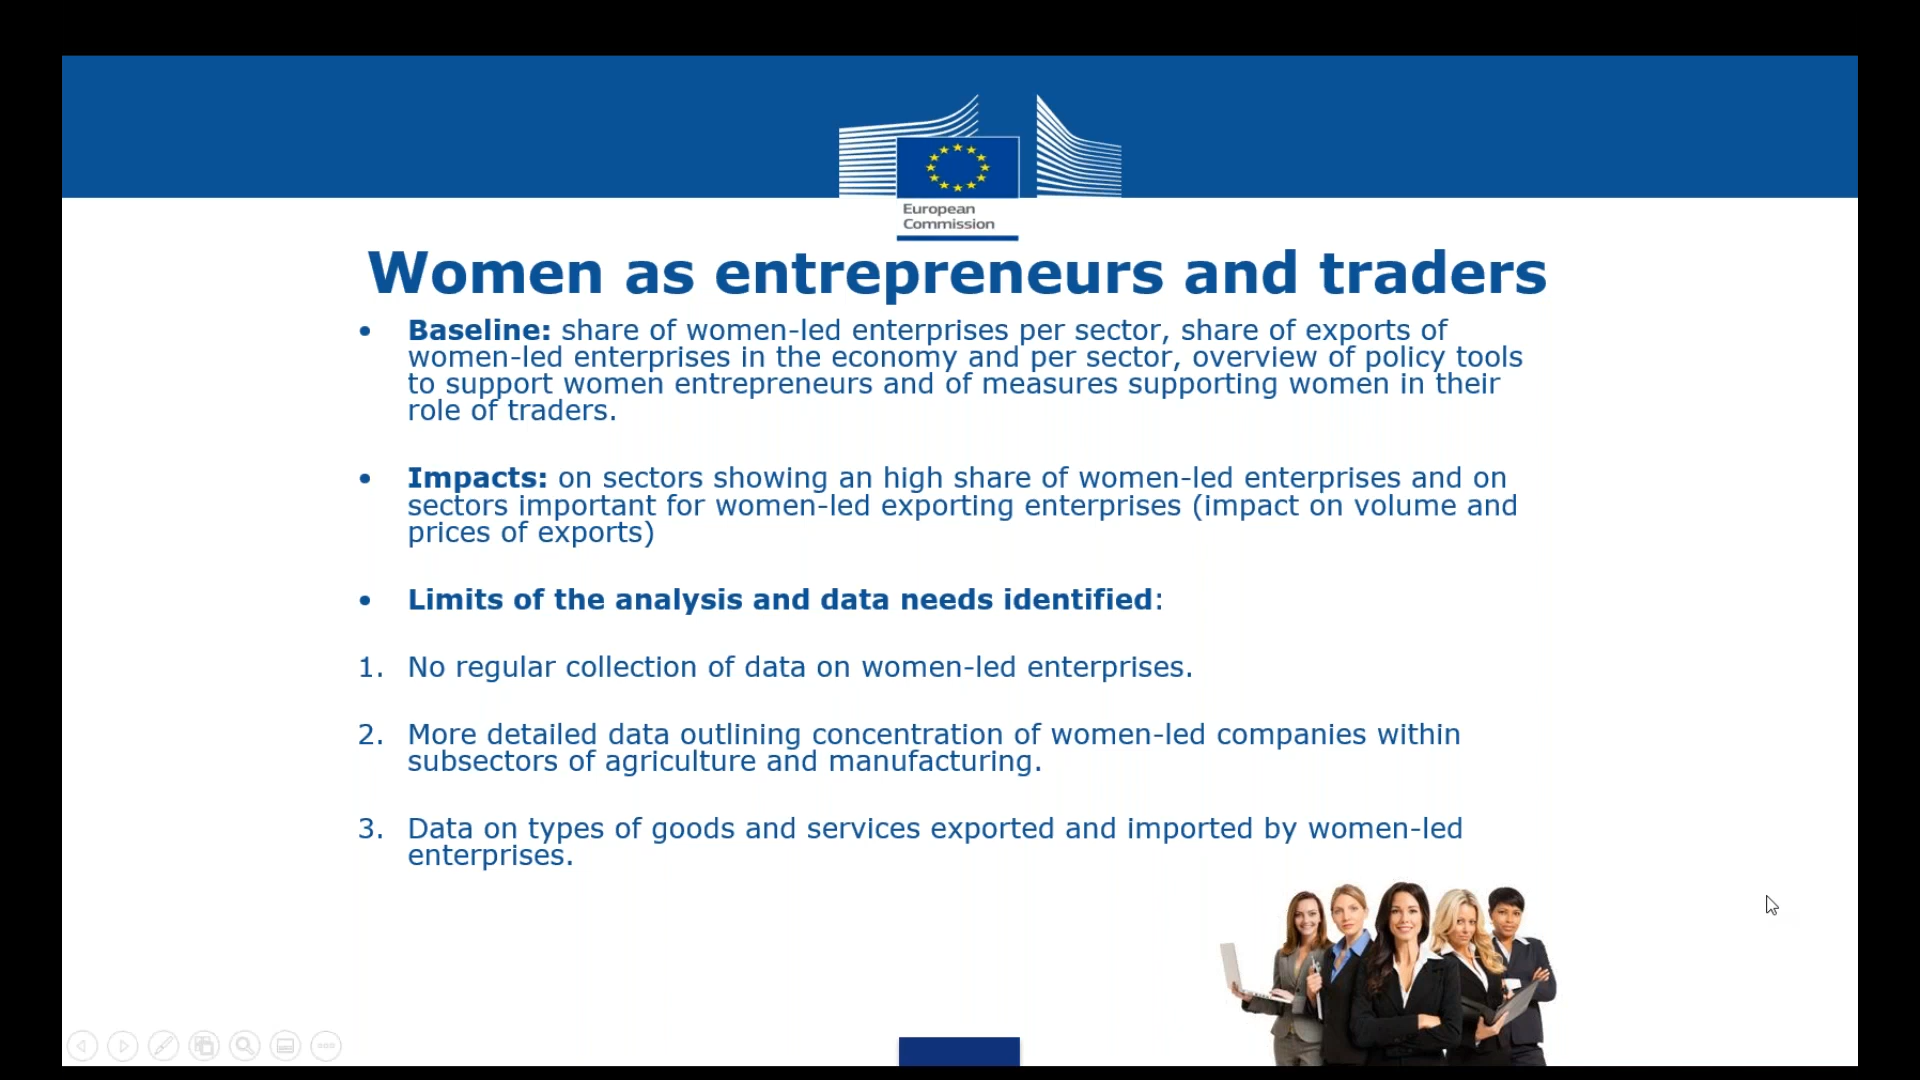 European
Commission
Women as entrepreneurs and traders
• Baseline: share of women-led enterprises per sector, share of exports of
women-led enterprises in the economy and per sector, overview of policy tools
to support women entrepreneurs and of measures supporting women in their
role of traders.
• Impacts: on sectors showing an high share of women-led enterprises and on
sectors important for women-led exporting enterprises (impact on volume and
prices of exports)
• Limits of the analysis and data needs identified:
1. No regular collection of data on women-led enterprises.
2. More detailed data outlining concentration of women-led companies within
subsectors of agriculture and manufacturing.
3. Data on types of goods and services exported and imported by women-led
enterprises.